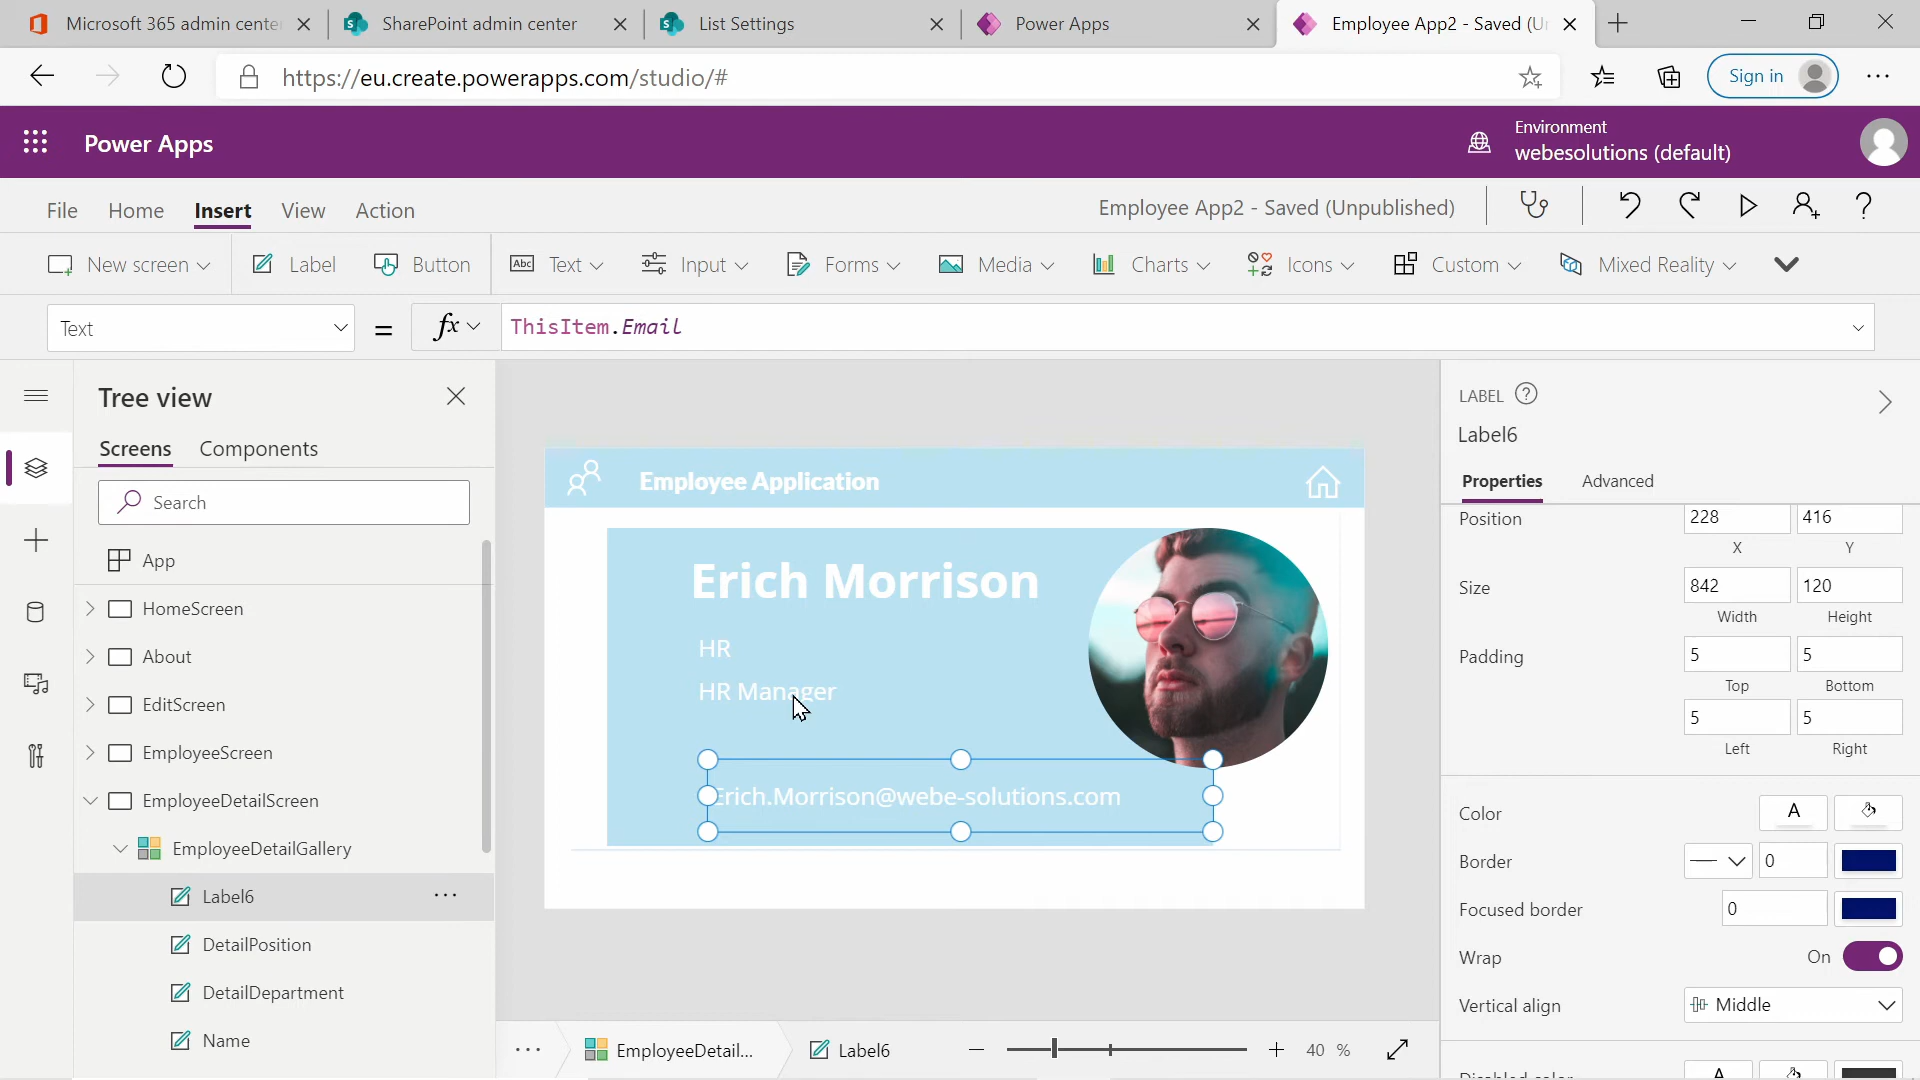 Microsoft 365 admin cente
SharePoint admin center
List Settings
Power Apps
Employee App2 - Saved (U
https://eu.create.powerapps.com/studio/#
Sign in
Power Apps
Environment
webesolutions (default)
File
Home
Insert
View
Action
Employee App2 - Saved (Unpublished)
New screen
Label
Button
Abc
Text
Input
Forms
Media
Charts
Icons
Custom
Mixed Reality
Text
=
fx
ThisItem.Email
Tree view
Screens
Components
Search
App
HomeScreen
About
EditScreen
EmployeeScreen
EmployeeDetailScreen
EmployeeDetailGallery
Label6
DetailPosition
DetailDepartment
Name
Employee Application
Erich Morrison
HR
HR Manager
Erich.Morrison@webe-solutions.com
EmployeeDetail...
Label6
40 %
LABEL
Label6
Properties
Advanced
Position
228
416
X
Y
Size
842
120
Width
Height
Padding
5
5
Top
Bottom
5
5
Left
Right
Color
A
Border
0
Focused border
0
Wrap
On
Vertical align
Middle
Disabled color
A